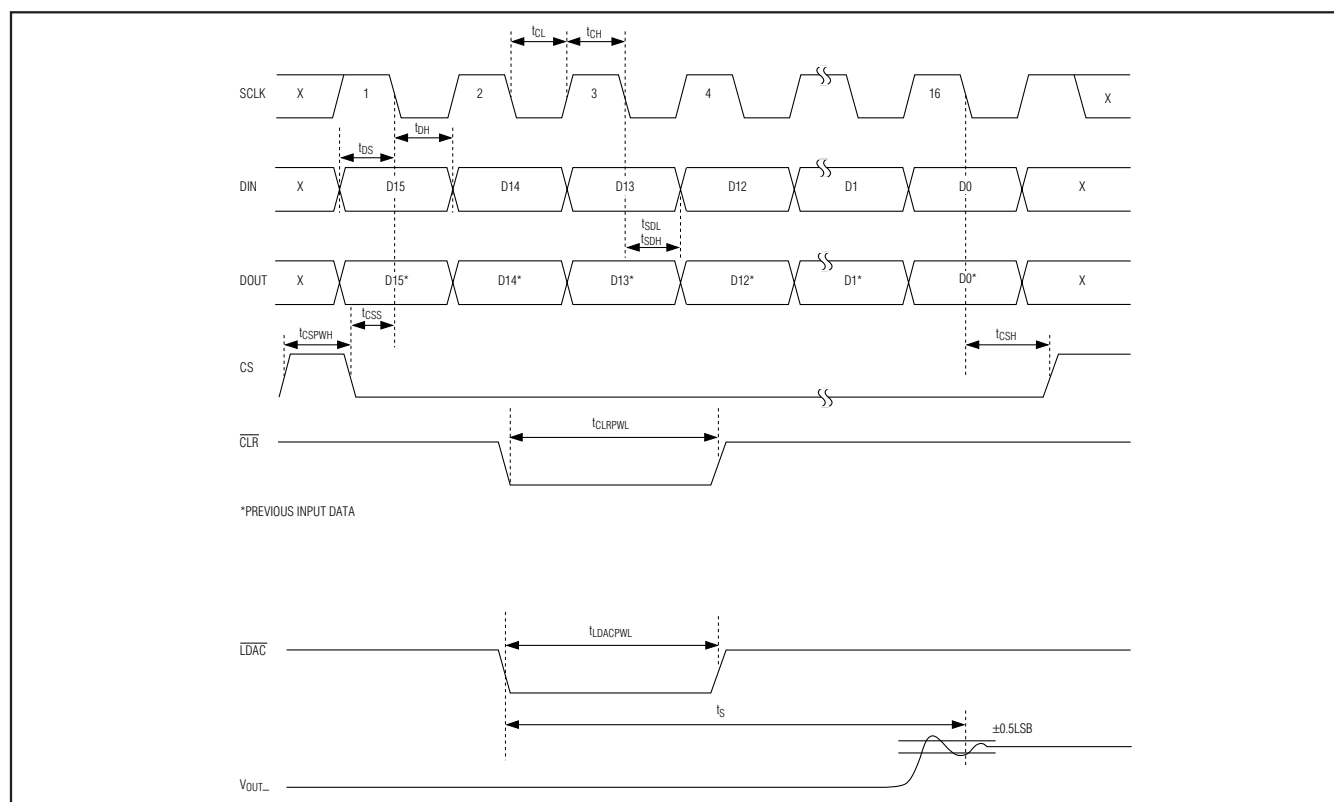 tCL tCH
SCLK X 1 2 3 4 16 X
tDH
tDS
DIN X D15 D14 D13 D12 D1 D0 X
tSDL
tSDH
DOUT X D15* D14* D13* D12* D1* D0* X
tCSS
tCSPWH tCSH
CS
tCLRPWL
CLR
*PREVIOUS INPUT DATA
tLDACPWL
LDAC
tS
±0.5LSB
VOUT_